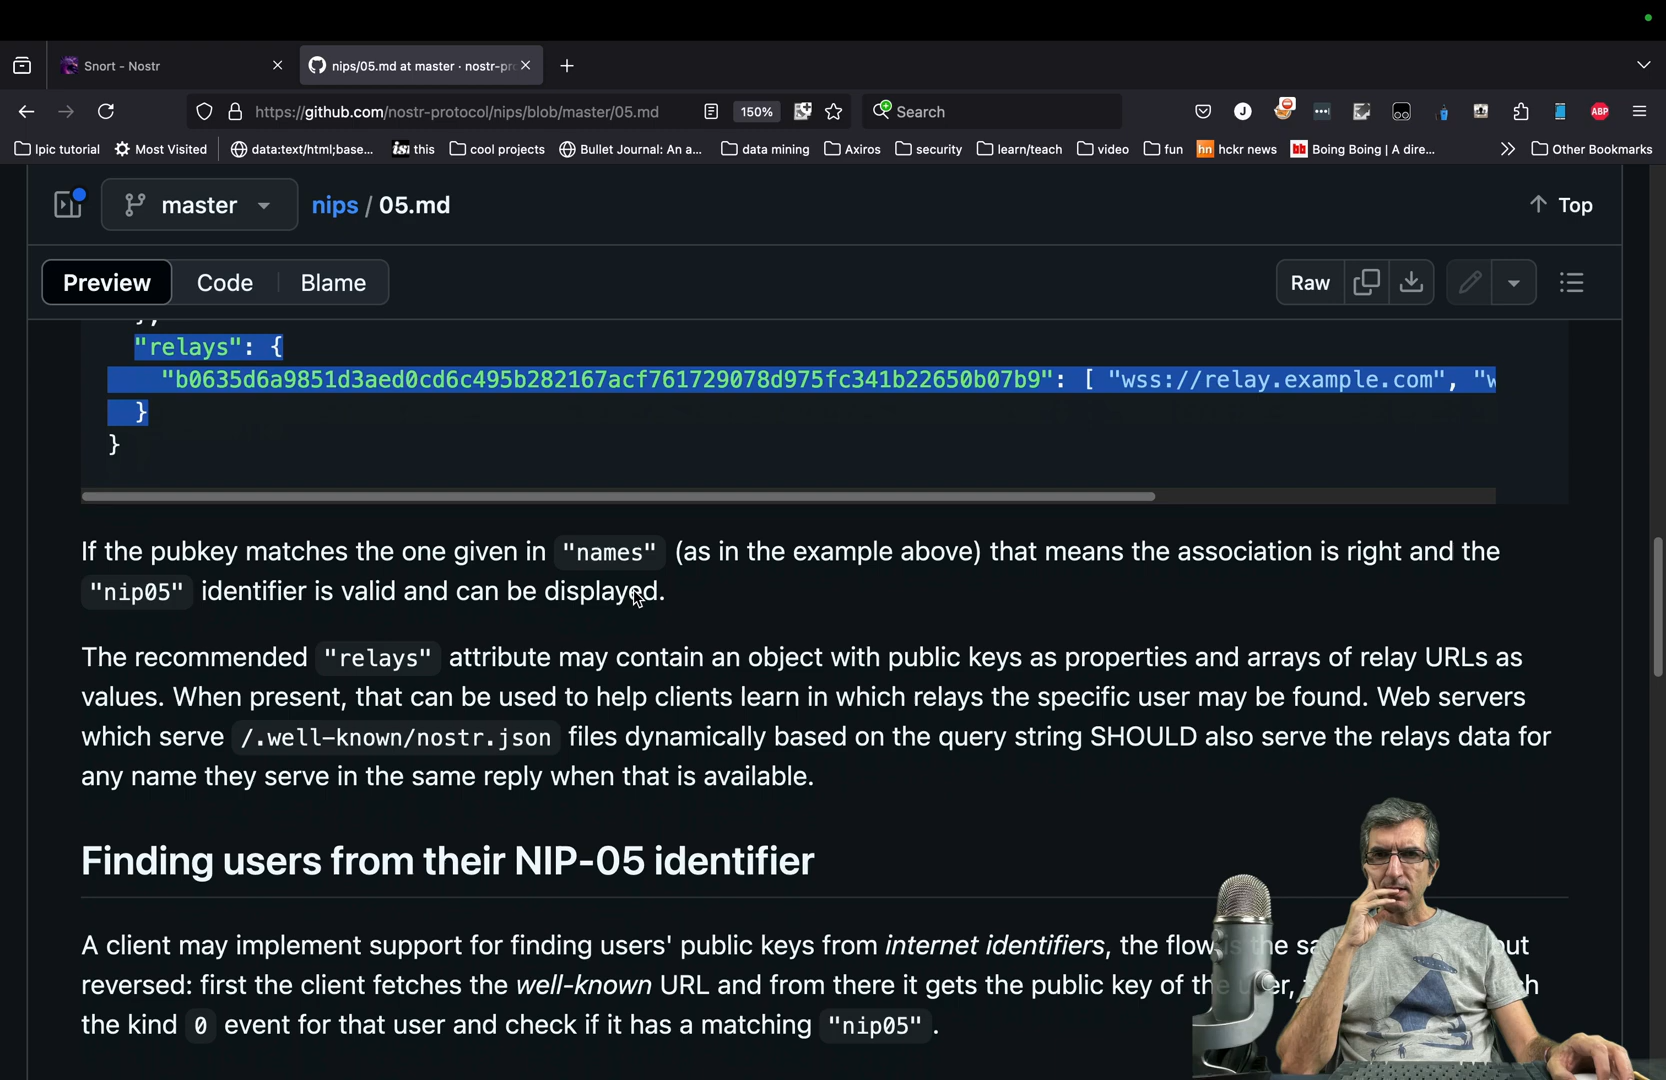 Snort - Nostr
nips/05.md at master · nostr-pro
https://github.com/nostr-protocol/nips/blob/master/05.md
150%
Search
J
ABP
lpic tutorial
Most Visited
data:text/html;base...
this
cool projects
Bullet Journal: An a...
data mining
Axiros
security
learn/teach
video
fun
hn hckr news
bb Boing Boing | A dire...
Other Bookmarks
master
nips / 05.md
Top
Preview
Code
Blame
Raw
},
"relays": {
"b0635d6a9851d3aed0cd6c495b282167acf761729078d975fc341b22650b07b9": [ "wss://relay.example.com", "w
}
}
If the pubkey matches the one given in "names" (as in the example above) that means the association is right and the
"nip05" identifier is valid and can be displayed.
The recommended "relays" attribute may contain an object with public keys as properties and arrays of relay URLs as
values. When present, that can be used to help clients learn in which relays the specific user may be found. Web servers
which serve /.well-known/nostr.json files dynamically based on the query string SHOULD also serve the relays data for
any name they serve in the same reply when that is available.
Finding users from their NIP-05 identifier
A client may implement support for finding users' public keys from internet identifiers, the flow is the sa but
reversed: first the client fetches the well-known URL and from there it gets the public key of the user,
the kind 0 event for that user and check if it has a matching "nip05".